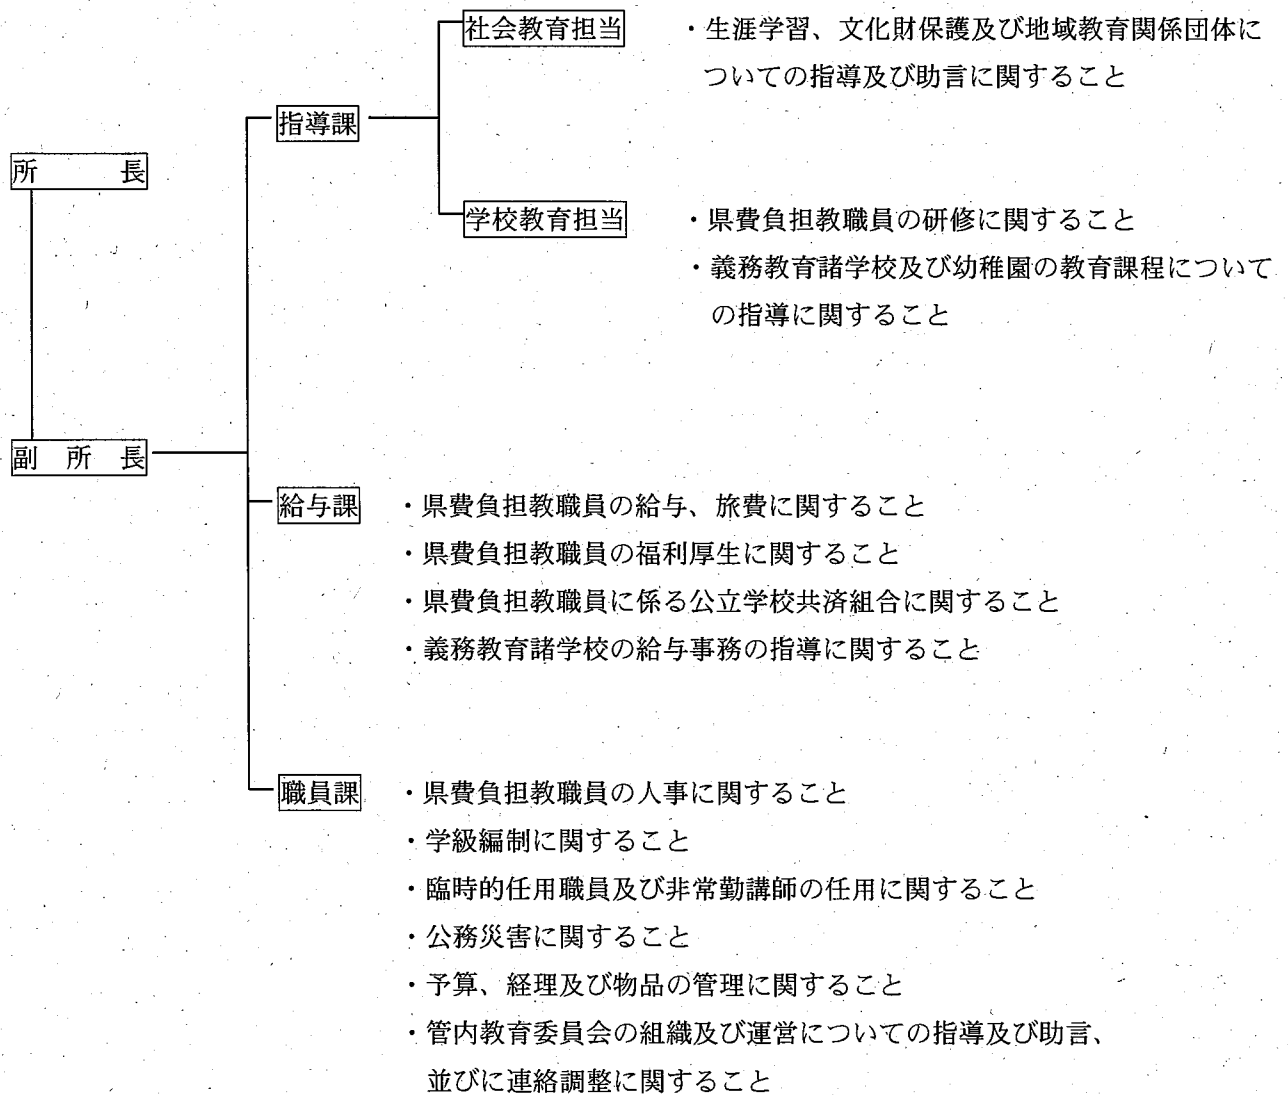 所長
副所長
指導課
社会教育担当
・生涯学習、文化財保護及び地域教育関係団体に
ついての指導及び助言に関すること
学校教育担当
・県費負担教職員の研修に関すること
・義務教育諸学校及び幼稚園の教育課程について
の指導に関すること
給与課
・県費負担教職員の給与、旅費に関すること
・県費負担教職員の福利厚生に関すること
・県費負担教職員に係る公立学校共済組合に関すること
・義務教育諸学校の給与事務の指導に関すること
職員課
・県費負担教職員の人事に関すること
・学級編制に関すること
・臨時的任用職員及び非常勤講師の任用に関すること
・公務災害に関すること
・予算、経理及び物品の管理に関すること
・管内教育委員会の組織及び運営についての指導及び助言、
並びに連絡調整に関すること